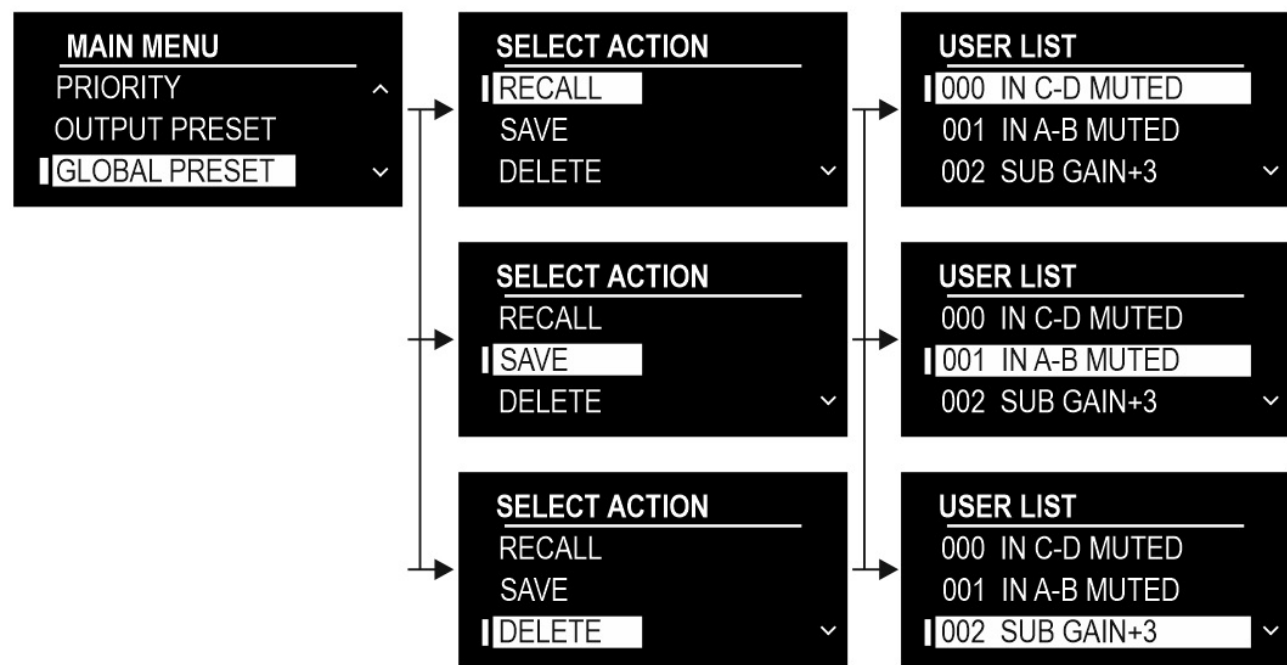 MAIN MENU
PRIORITY
OUTPUT PRESET
GLOBAL PRESET
SELECT ACTION
RECALL
SAVE
DELETE
USER LIST
000 IN C-D MUTED
001 IN A-B MUTED
002 SUB GAIN+3
SELECT ACTION
RECALL
SAVE
DELETE
USER LIST
000 IN C-D MUTED
001 IN A-B MUTED
002 SUB GAIN+3
SELECT ACTION
RECALL
SAVE
DELETE
USER LIST
000 IN C-D MUTED
001 IN A-B MUTED
002 SUB GAIN+3